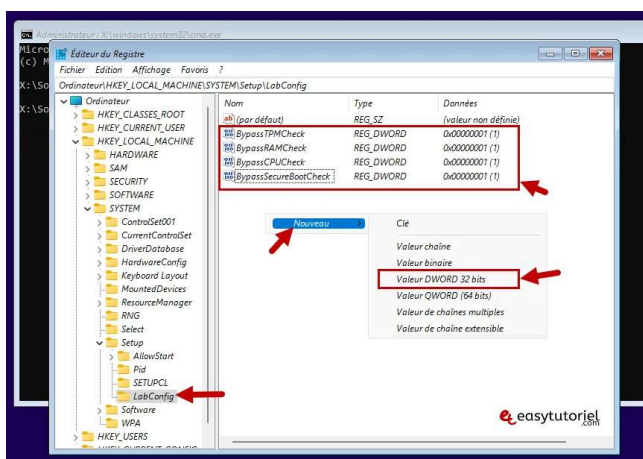 Administrateur : X:\windows\system32\cmd.exe
Micro
(c) M
X:\So
X:\So
Éditeur du Registre
Fichier Edition Affichage Favoris ?
Ordinateur\HKEY_LOCAL_MACHINE\SYSTEM\Setup\LabConfig
Ordinateur
HKEY_CLASSES_ROOT
HKEY_CURRENT_USER
HKEY_LOCAL_MACHINE
HARDWARE
SAM
SECURITY
SOFTWARE
SYSTEM
ControlSet001
CurrentControlSet
DriverDatabase
HardwareConfig
Keyboard Layout
MountedDevices
ResourceManager
RNG
Select
Setup
AllowStart
Pid
SETUPCL
LabConfig
Software
WPA
HKEY_USERS
HKEY_CURRENT_CONFIG
Nom Type Données
(par défaut) REG_SZ (valeur non définie)
BypassTPMCheck REG_DWORD 0x00000001 (1)
BypassRAMCheck REG_DWORD 0x00000001 (1)
BypassCPUCheck REG_DWORD 0x00000001 (1)
BypassSecureBootCheck REG_DWORD 0x00000001 (1)
Nouveau
Clé
Valeur chaîne
Valeur binaire
Valeur DWORD 32 bits
Valeur QWORD (64 bits)
Valeur de chaînes multiples
Valeur de chaîne extensible
easytutoriel
.com